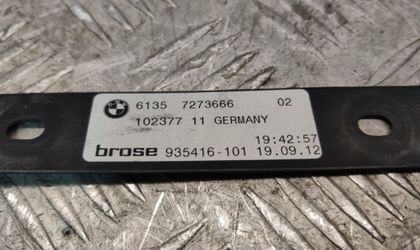 6135 7273666 02
102377 11 GERMANY
19:42:57
brose 935416-101 19.09.12